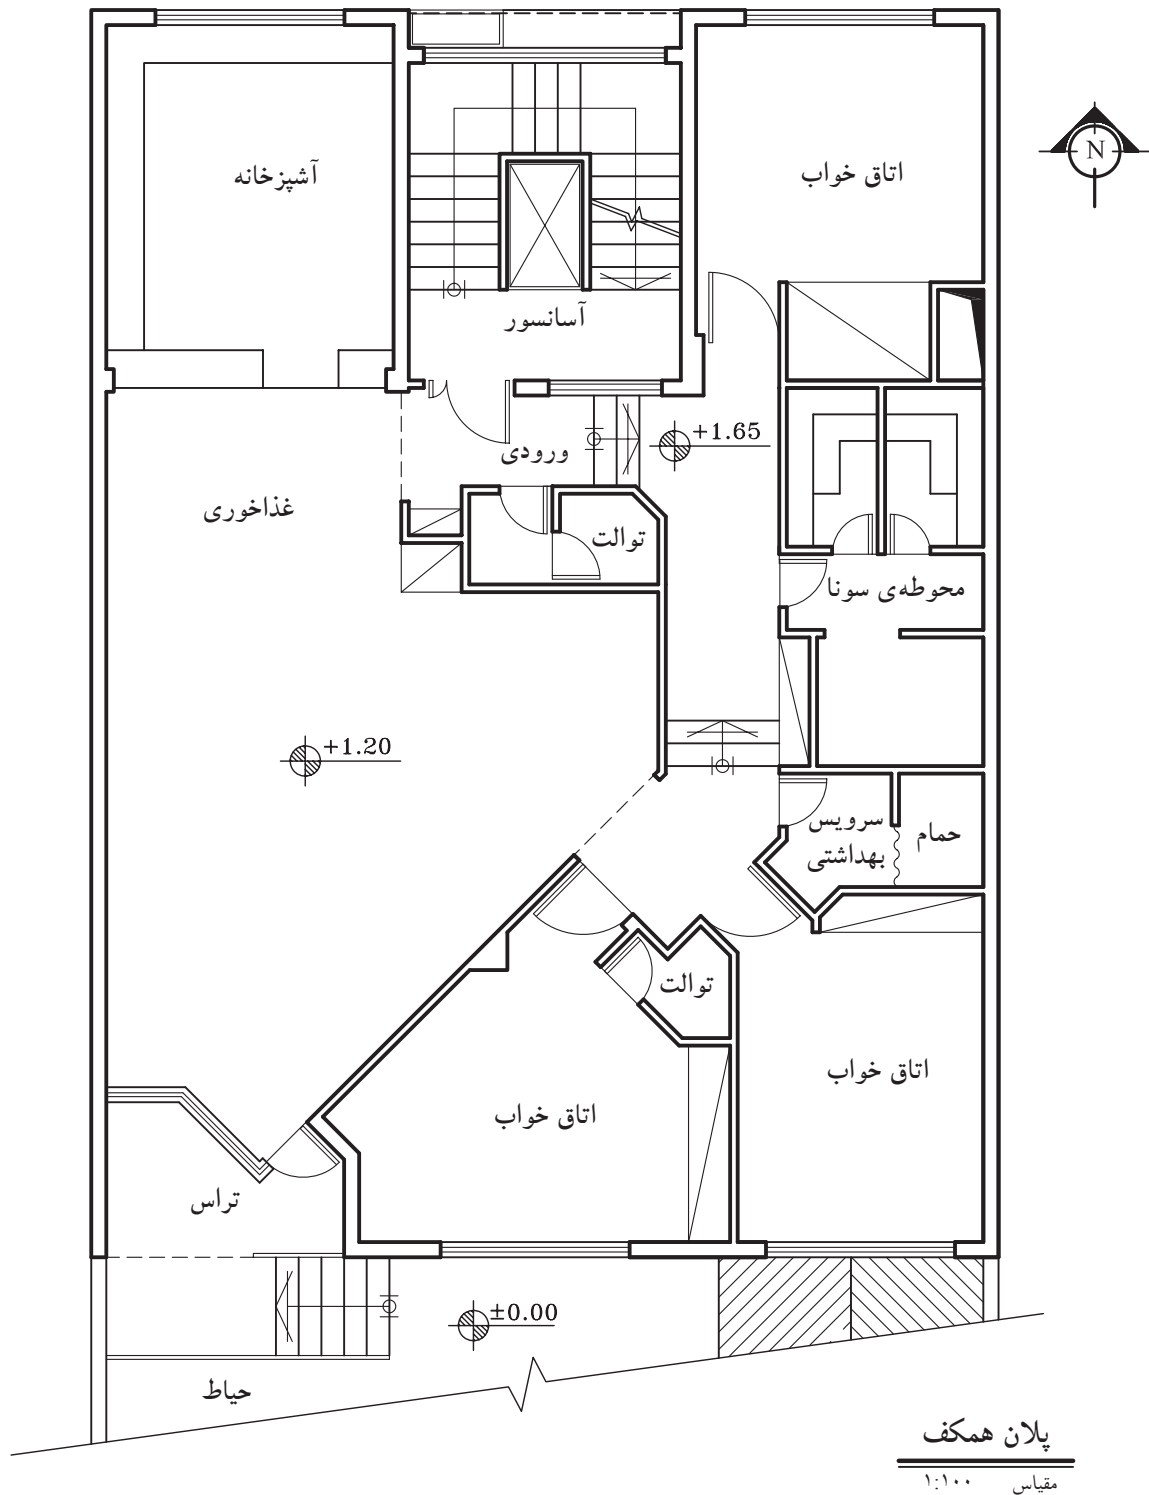 آشپزخانه
اتاق خواب
N
آسانسور
+1.65
ورودی
غذاخوری
توالت
محوطه‌ی سونا
+1.20
سرویس
بهداشتی
حمام
توالت
اتاق خواب
اتاق خواب
تراس
±0.00
حیاط
پلان همکف
مقیاس ۱:۱۰۰